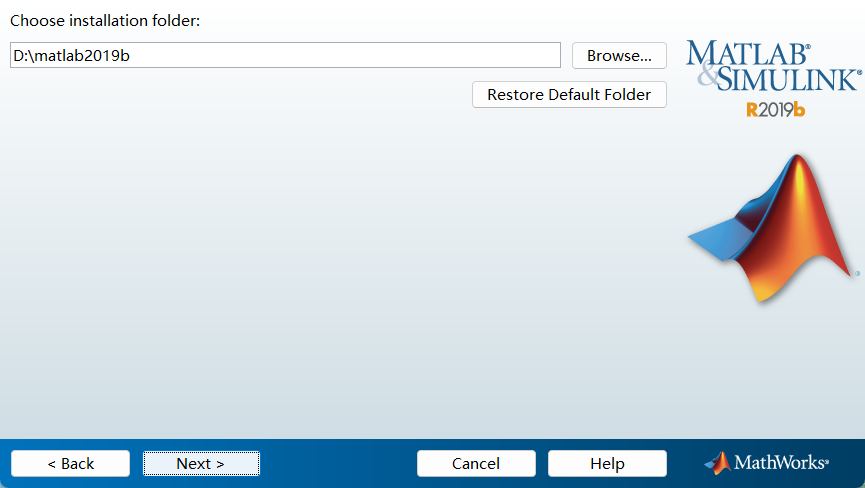 Choose installation folder:
D:\matlab2019b
Browse...
Restore Default Folder
MATLAB®
&SIMULINK®
R2019b
®
< Back
Next >
Cancel
Help
MathWorks®